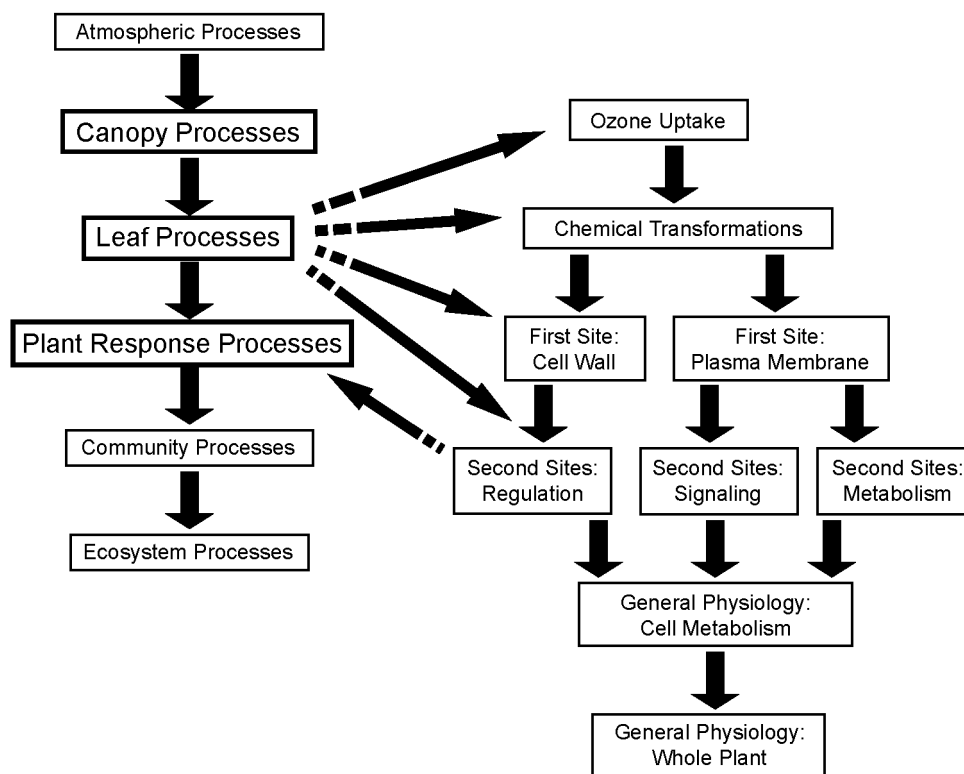 Atmospheric Processes
Canopy Processes
Leaf Processes
Plant Response Processes
Community Processes
Ecosystem Processes
Ozone Uptake
Chemical Transformations
First Site:
Cell Wall
First Site:
Plasma Membrane
Second Sites:
Regulation
Second Sites:
Signaling
Second Sites:
Metabolism
General Physiology:
Cell Metabolism
General Physiology:
Whole Plant